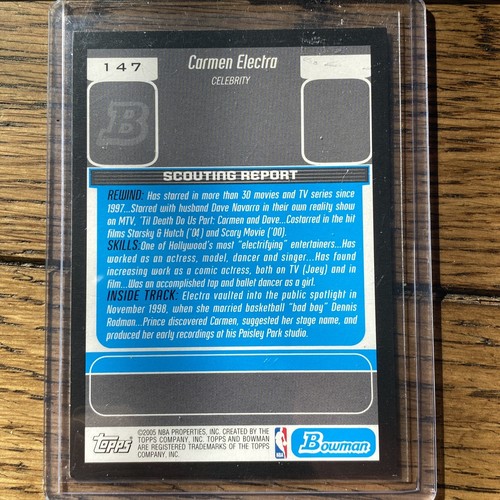 147
Carmen Electra
CELEBRITY
B
SCOUTING REPORT
REWIND: Has starred in more than 30 movies and TV series since
1997...Starred with husband Dave Navarro in their own reality show
on MTV, 'Til Death Do Us Part: Carmen and Dave...Costarred in the hit
films Starsky & Hutch ('04) and Scary Movie ('00).
SKILLS: One of Hollywood's most "electrifying" entertainers...Has
worked as an actress, model, dancer and singer...Has found
increasing work as a comic actress, both on TV (Joey) and in
film...Was an accomplished tap and ballet dancer as a girl.
INSIDE TRACK: Electra vaulted into the public spotlight in
November 1998, when she married basketball "bad boy" Dennis
Rodman...Prince discovered Carmen, suggested her stage name, and
produced her early recordings at his Paisley Park studio.
Topps
©2005 NBA PROPERTIES, INC. CREATED BY THE
TOPPS COMPANY, INC. TOPPS AND BOWMAN
ARE REGISTERED TRADEMARKS OF THE TOPPS
COMPANY, INC.
NBA
B Bowman